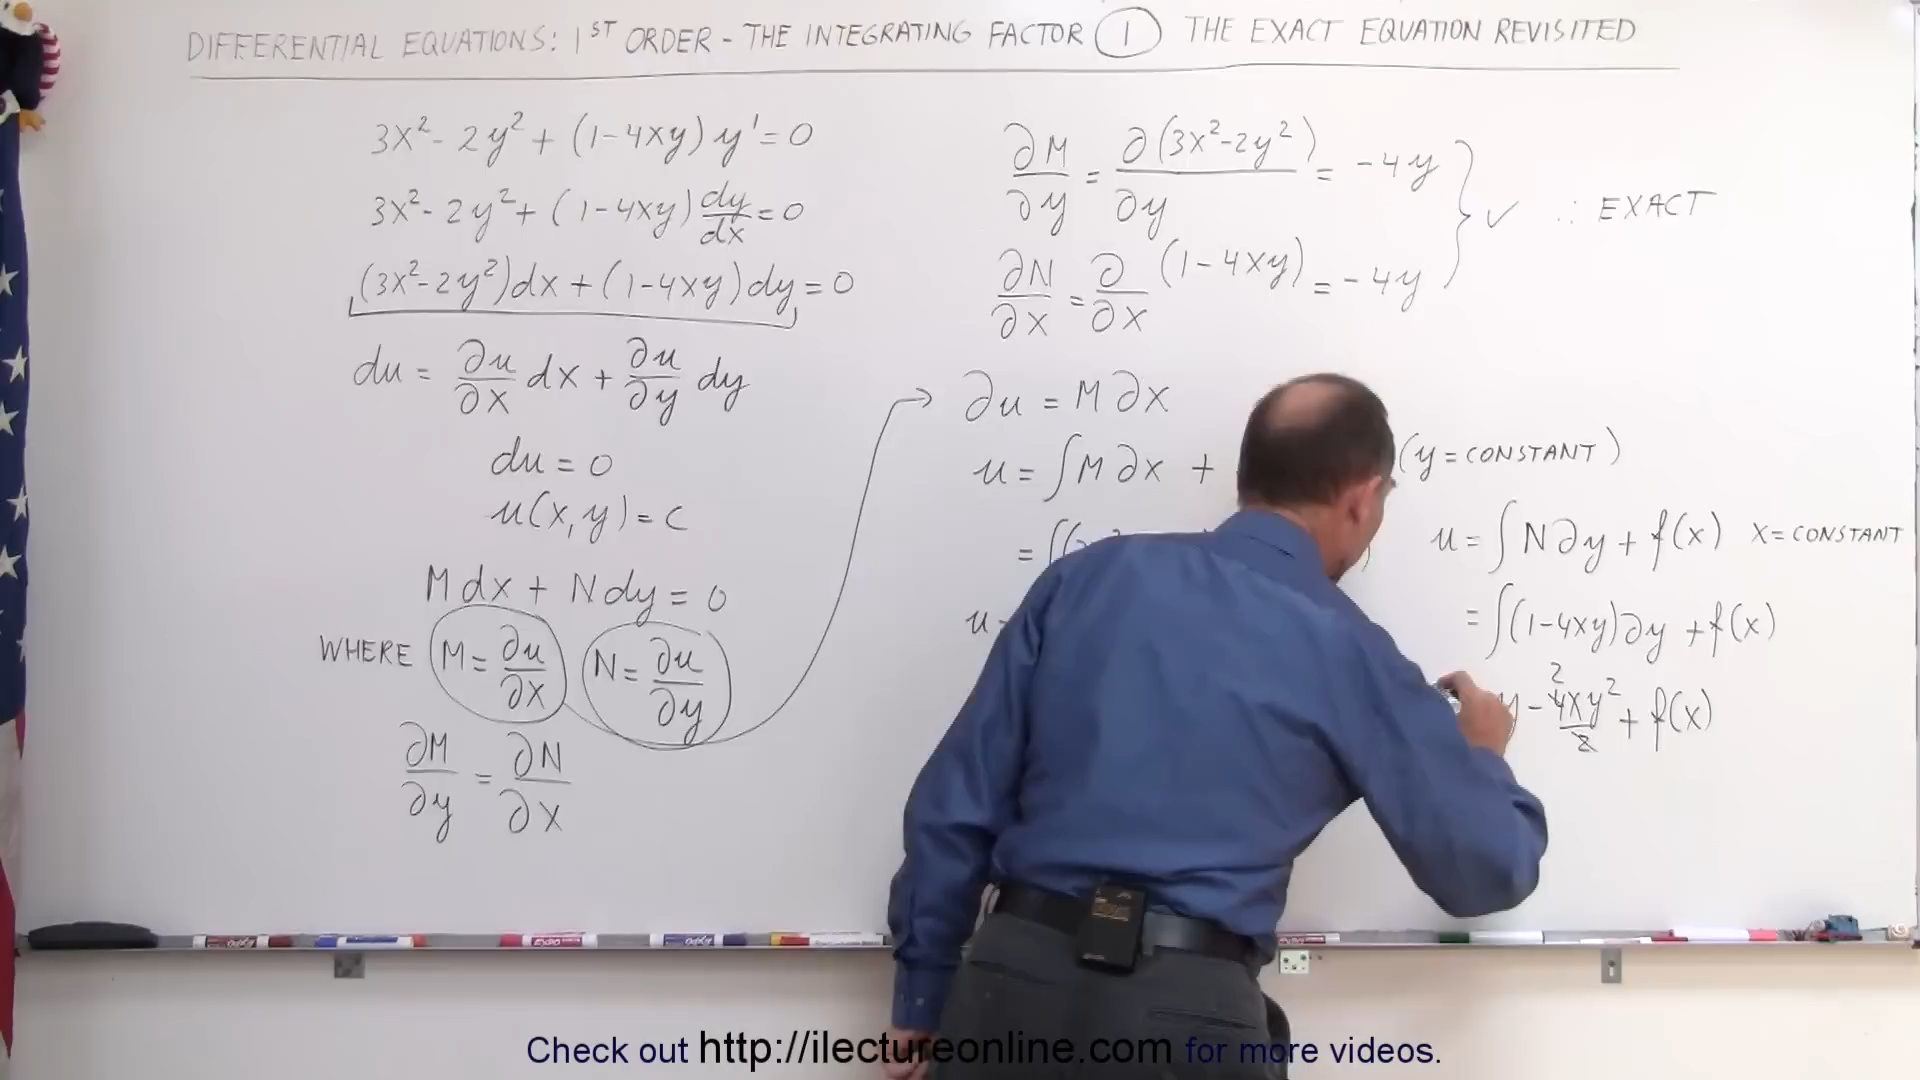 DIFFERENTIAL EQUATIONS: 1ST ORDER - THE INTEGRATING FACTOR 1 THE EXACT EQUATION REVISITED
3x² - 2y² + (1-4xy) y' = 0
3x² - 2y² + (1-4xy) dy/dx = 0
(3x²-2y²)dx + (1-4xy)dy = 0
du = ∂u/∂x dx + ∂u/∂y dy
du = 0
u(x,y) = c
M dx + N dy = 0
WHERE M = ∂u/∂x N = ∂u/∂y
∂M/∂y = ∂N/∂x
∂M/∂y = ∂(3x²-2y²)/∂y = -4y
✓ ∴ EXACT
∂N/∂x = ∂/∂x (1-4xy) = -4y
∂u = M ∂x
u = ∫M ∂x + (y = CONSTANT)
= ∫(
u
u = ∫N∂y + f(x) x = CONSTANT
= ∫(1-4xy)∂y + f(x)
y - 4xy²/2 + f(x)
2
Check out http://ilectureonline.com for more videos.